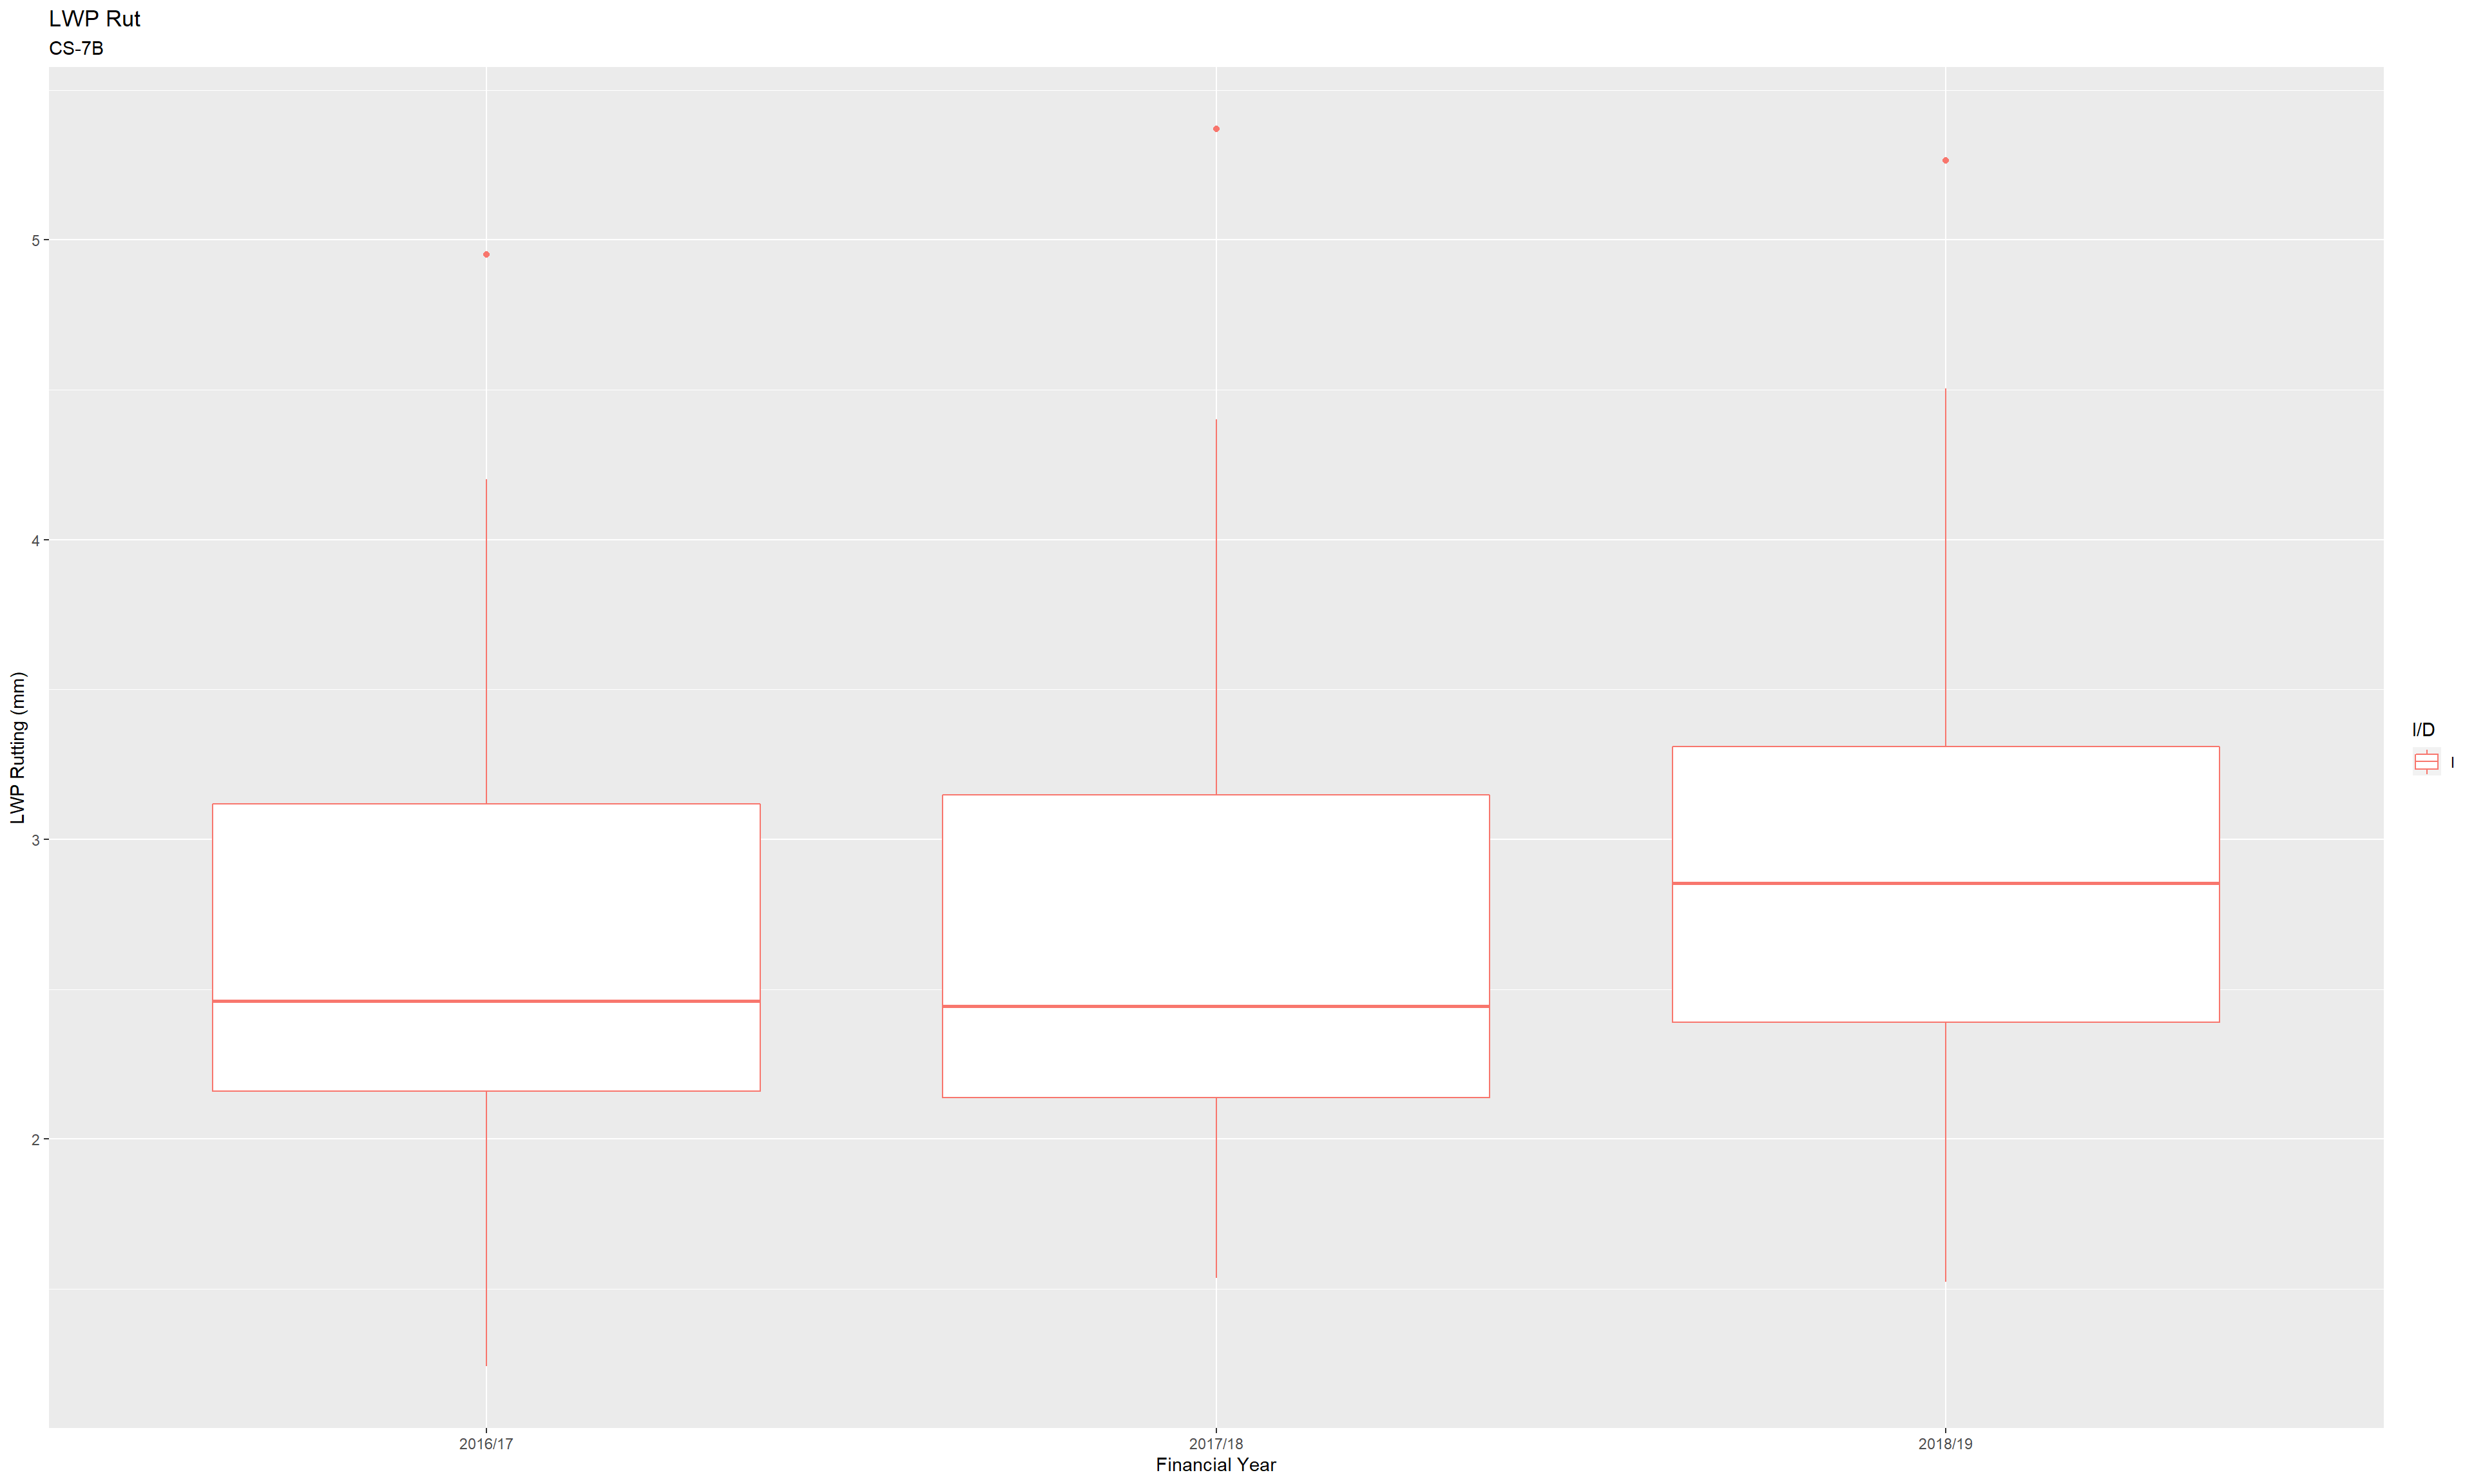 LWP Rut
CS-7B
LWP Rutting (mm)
5
4
3
2
2016/17
2017/18
2018/19
Financial Year
I/D
I